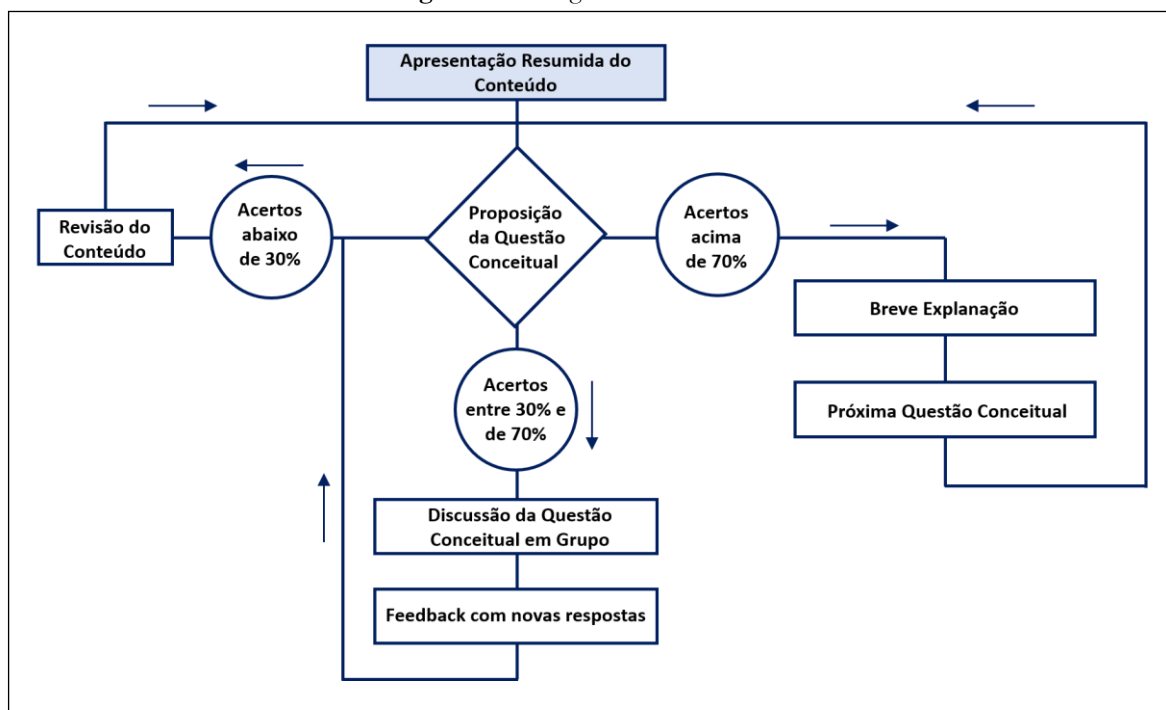 Apresentação Resumida do
Conteúdo
Revisão do
Conteúdo
Acertos
abaixo
de 30%
Proposição
da Questão
Conceitual
Acertos
acima
de 70%
Breve Explanação
Próxima Questão Conceitual
Acertos
entre 30% e
de 70%
Discussão da Questão
Conceitual em Grupo
Feedback com novas respostas